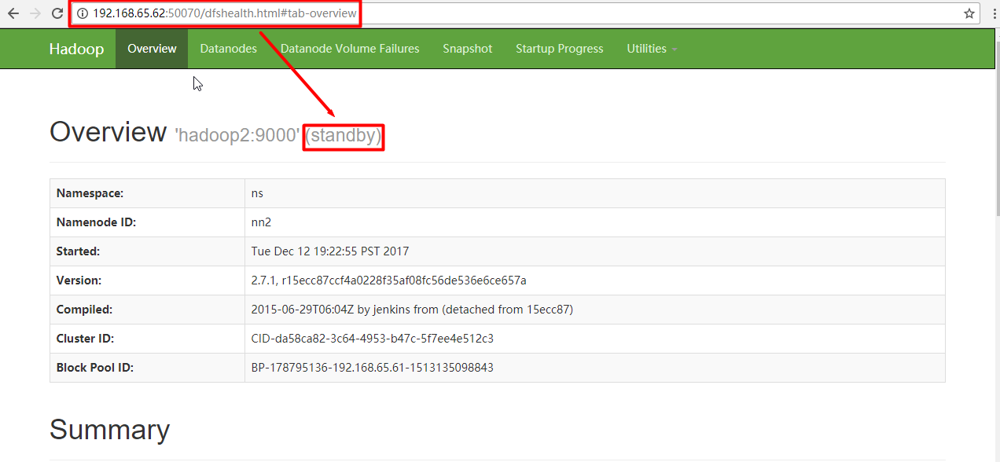 192.168.65.62:50070/dfshealth.html#tab-overview
Hadoop Overview Datanodes Datanode Volume Failures Snapshot Startup Progress Utilities
Overview 'hadoop2:9000' (standby)
Namespace: ns
Namenode ID: nn2
Started: Tue Dec 12 19:22:55 PST 2017
Version: 2.7.1, r15ecc87ccf4a0228f35af08fc56de536e6ce657a
Compiled: 2015-06-29T06:04Z by jenkins from (detached from 15ecc87)
Cluster ID: CID-da58ca82-3c64-4953-b47c-5f7ee4e512c3
Block Pool ID: BP-178795136-192.168.65.61-1513135098843
Summary